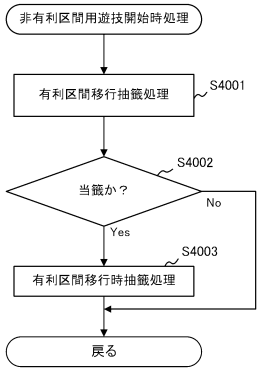 非有利区間用遊技開始時処理
有利区間移行抽籤処理
S4001
S4002
当籤か？
No
Yes
S4003
有利区間移行時抽籤処理
戻る